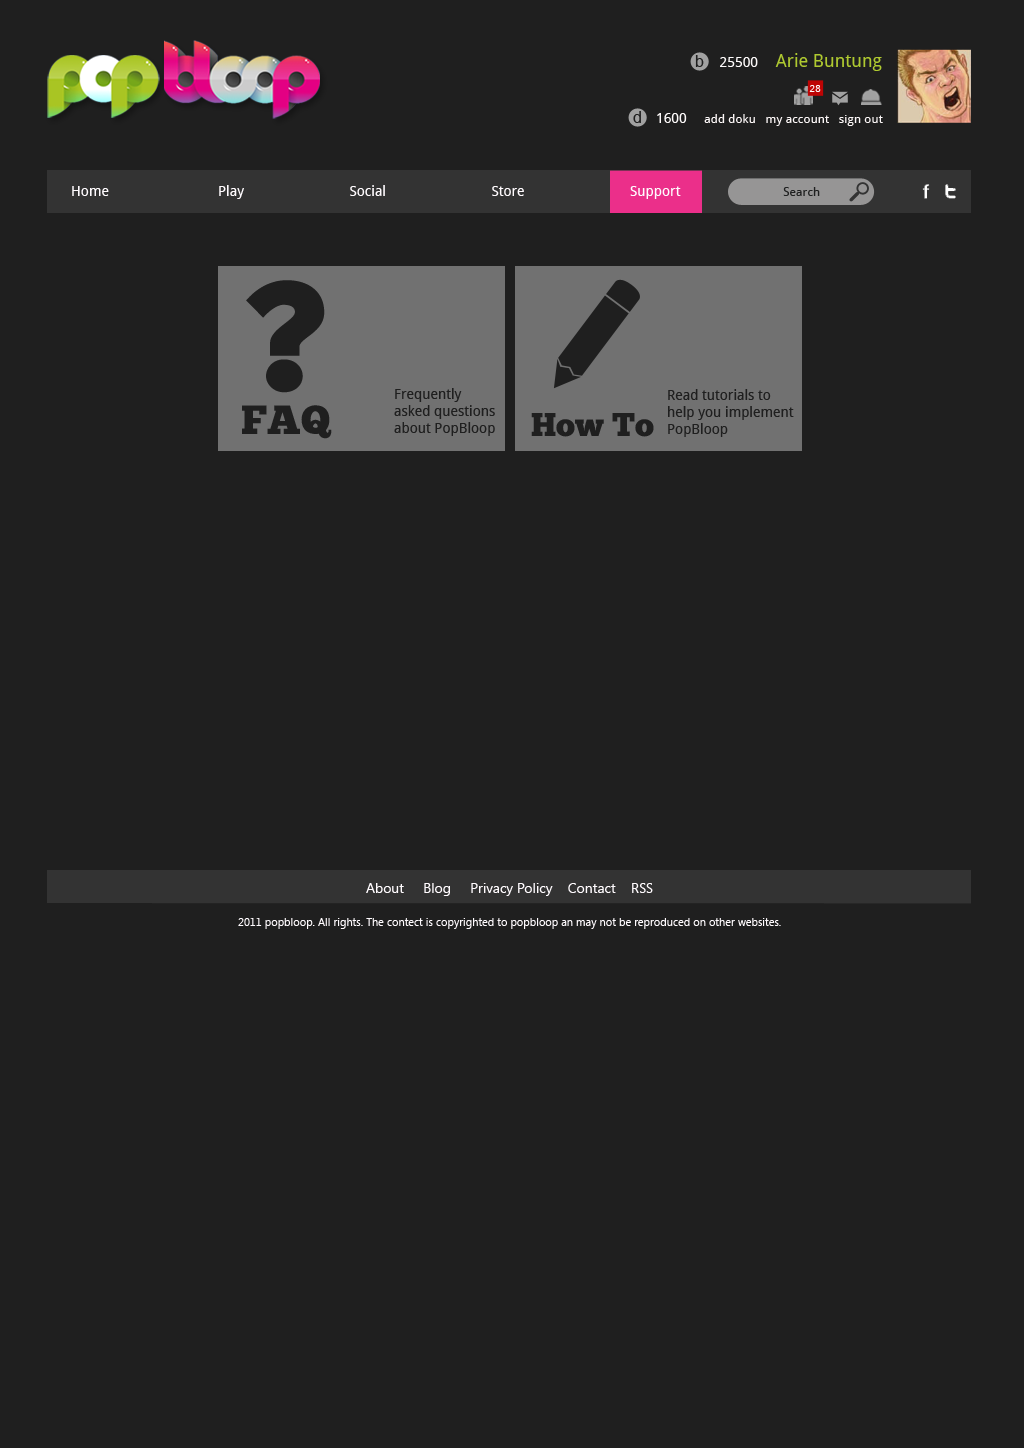 popbloop
b 25500 Arie Buntung
28
d 1600 add doku my account sign out
Home Play Social Store Support Search f t
Frequently
asked questions
about PopBloop
FAQ
Read tutorials to
help you implement
PopBloop
How To
About Blog Privacy Policy Contact RSS
2011 popbloop. All rights. The contect is copyrighted to popbloop an may not be reproduced on other websites.